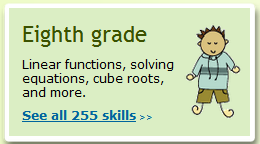 Eighth grade
Linear functions, solving
equations, cube roots,
and more.
See all 255 skills >>